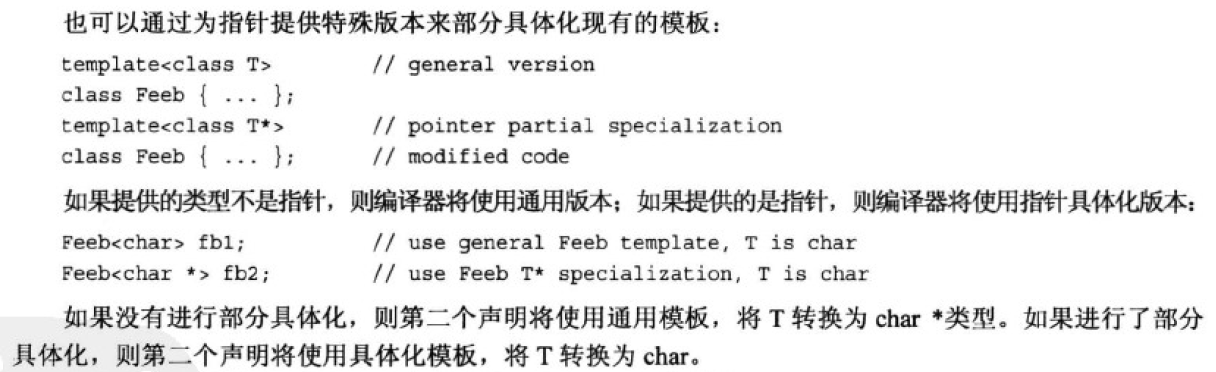 也可以通过为指针提供特殊版本来部分具体化现有的模板：
template<class T> // general version
class Feeb { ... };
template<class T*> // pointer partial specialization
class Feeb { ... }; // modified code
如果提供的类型不是指针，则编译器将使用通用版本；如果提供的是指针，则编译器将使用指针具体化版本：
Feeb<char> fb1; // use general Feeb template, T is char
Feeb<char *> fb2; // use Feeb T* specialization, T is char
如果没有进行部分具体化，则第二个声明将使用通用模板，将 T 转换为 char *类型。如果进行了部分
具体化，则第二个声明将使用具体化模板，将 T 转换为 char。